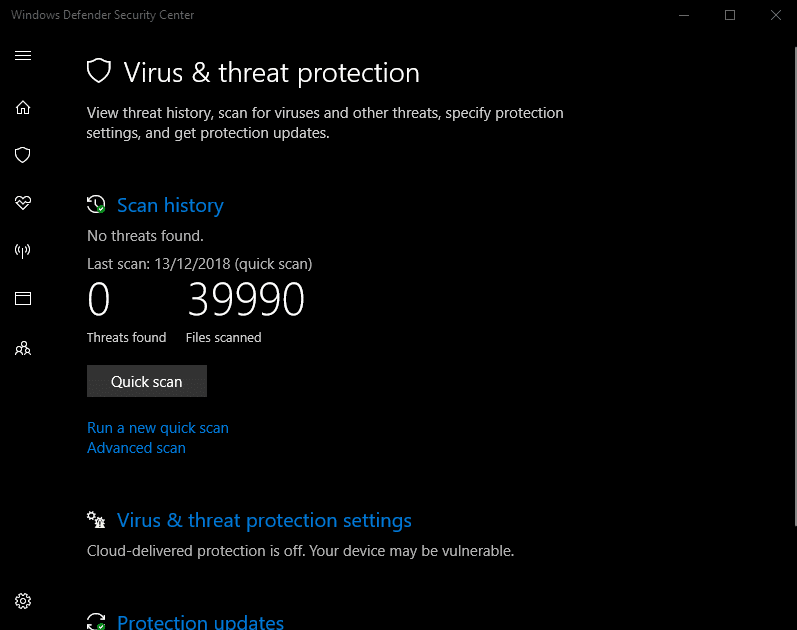 Windows Defender Security Center
Virus & threat protection
View threat history, scan for viruses and other threats, specify protection
settings, and get protection updates.
Scan history
No threats found.
Last scan: 13/12/2018 (quick scan)
0 39990
Threats found Files scanned
Quick scan
Run a new quick scan
Advanced scan
Virus & threat protection settings
Cloud-delivered protection is off. Your device may be vulnerable.
Protection updates